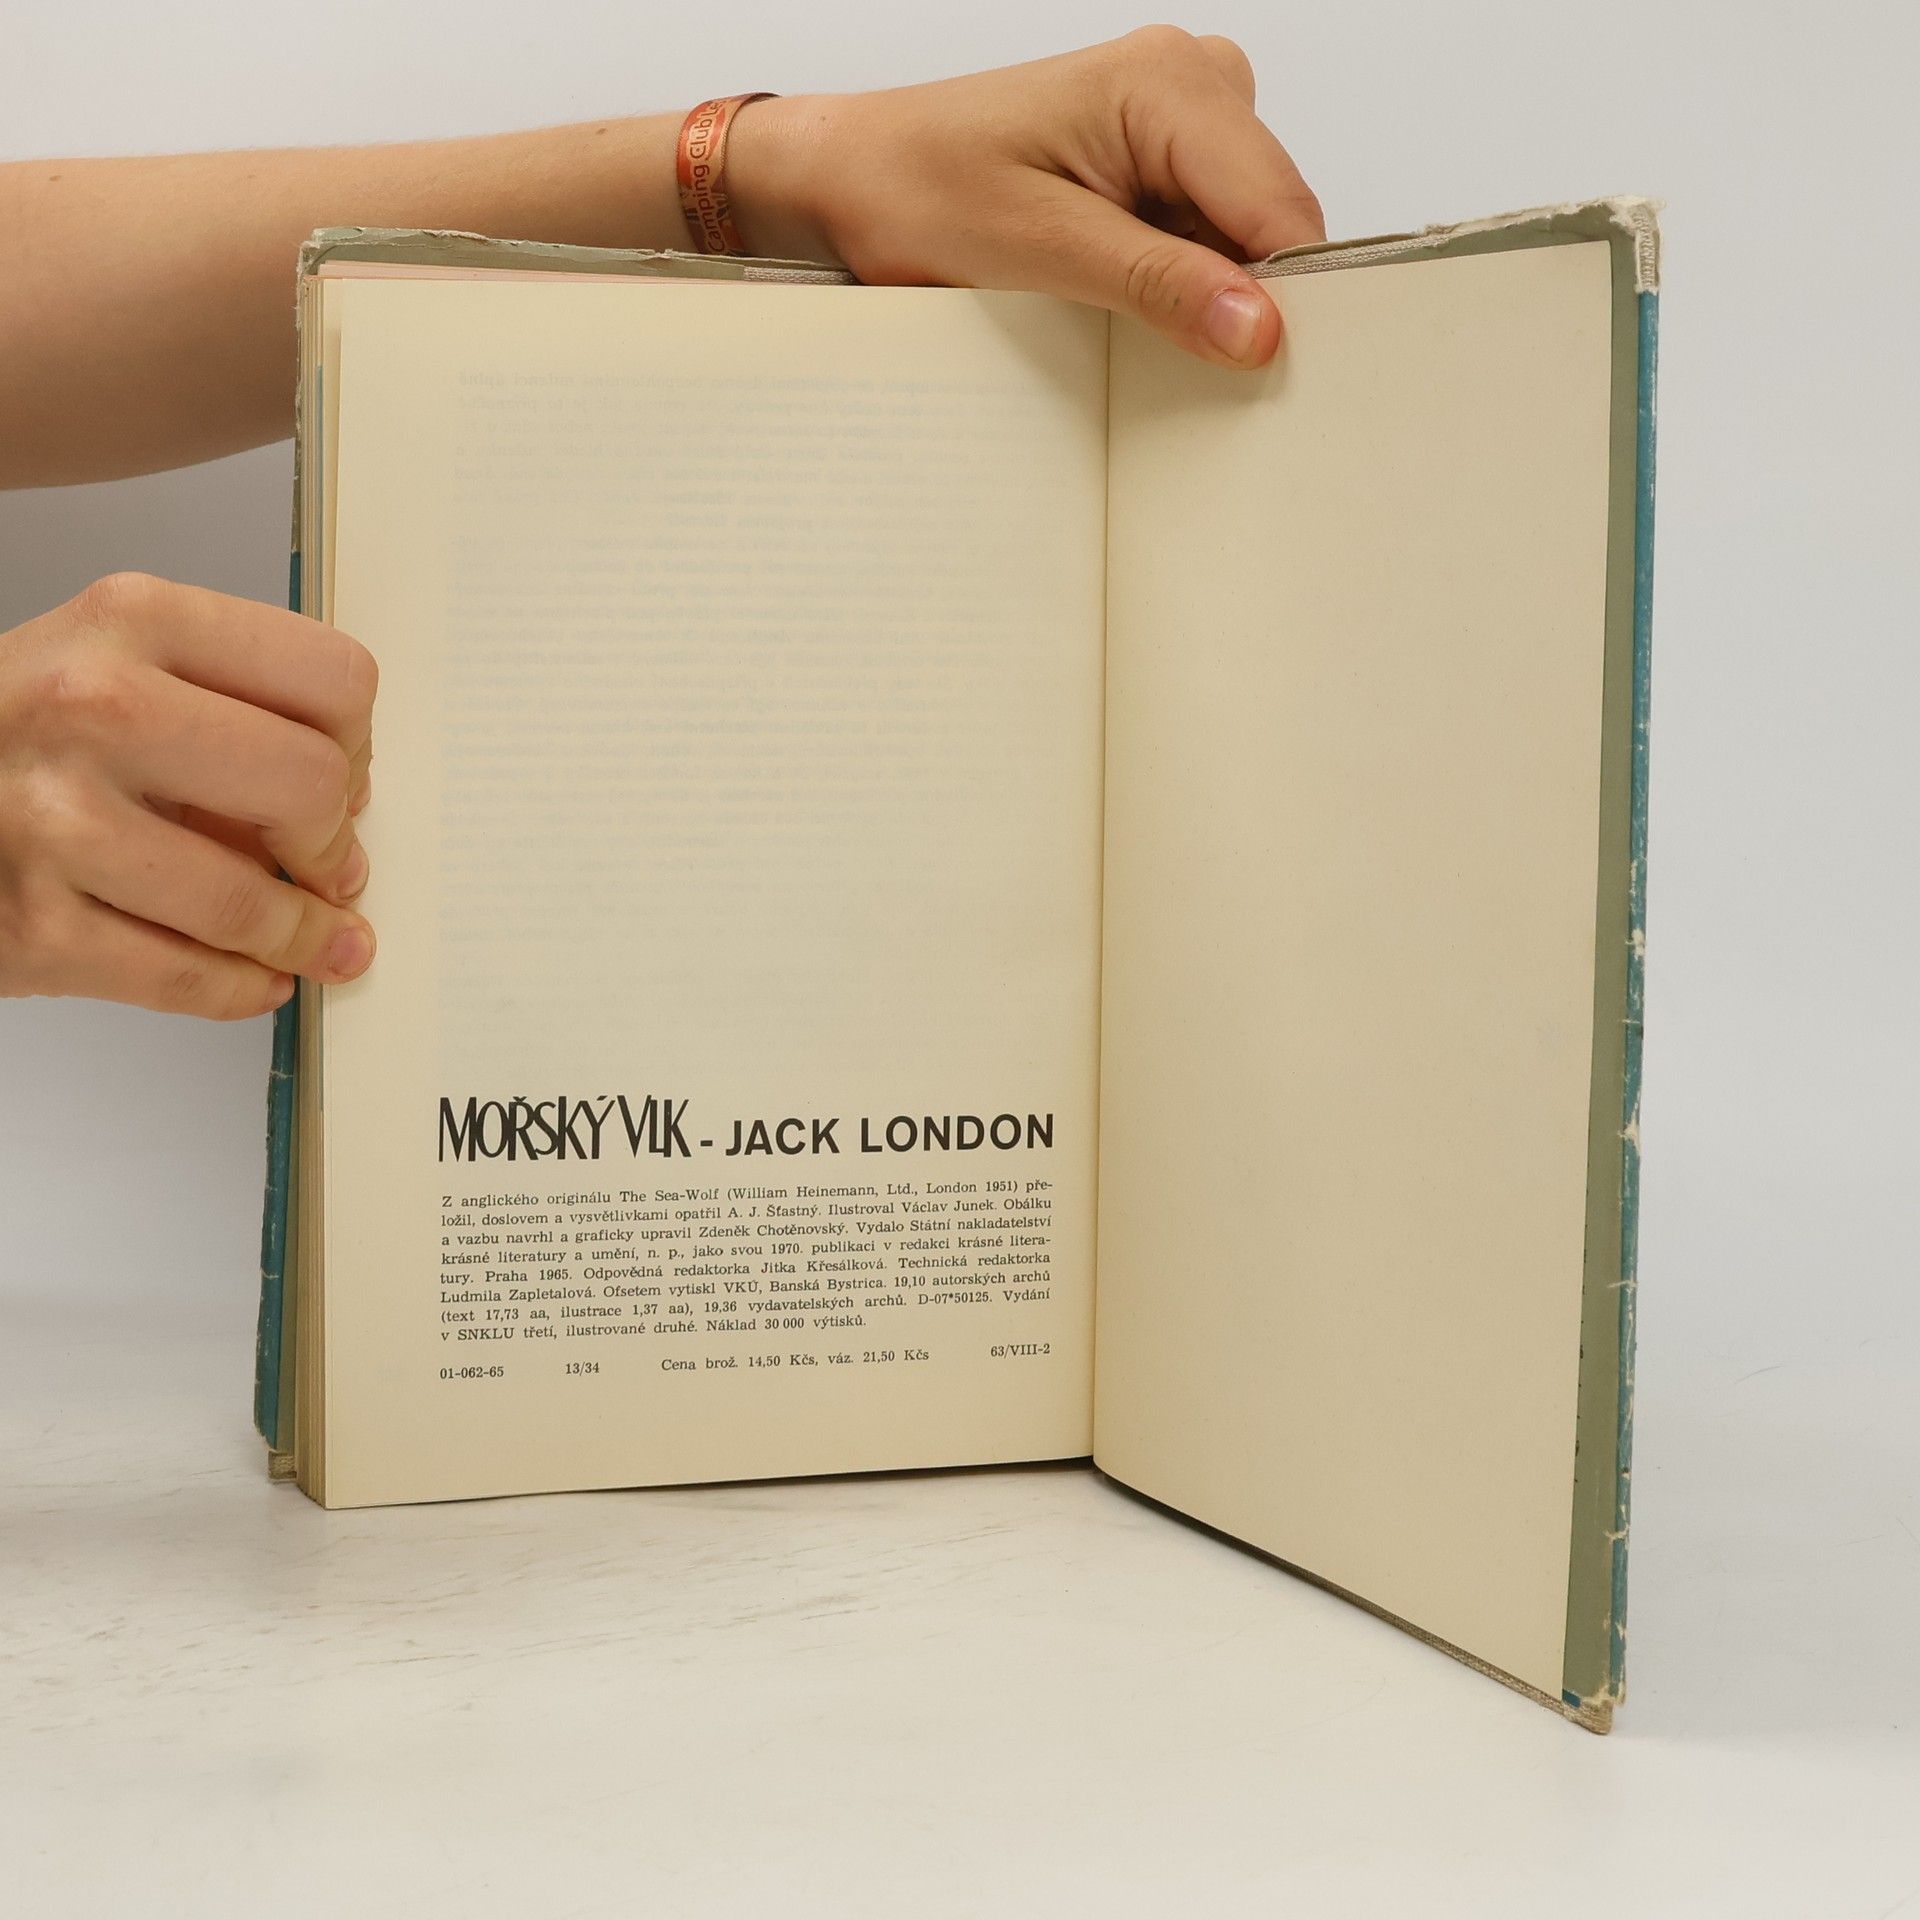 Camping Club Le
MOŘSKÝ VLK - JACK LONDON
Z anglického originálu The Sea-Wolf (William Heinemann, Ltd., London 1951) pře-
ložil, doslovem a vysvětlivkami opatřil A. J. Šťastný. Ilustroval Václav Junek. Obálku
a vazbu navrhl a graficky upravil Zdeněk Chotěnovský. Vydalo Státní nakladatelství
krásné literatury a umění, n. p., jako svou 1970. publikaci v redakci krásné litera-
tury. Praha 1965. Odpovědná redaktorka Jitka Křesálková. Technická redaktorka
Ludmila Zapletalová. Ofsetem vytiskl VKÚ, Banská Bystrica. 19,10 autorských archů
(text 17,73 aa, ilustrace 1,37 aa), 19,36 vydavatelských archů. D-07*50125. Vydání
v SNKLU třetí, ilustrované druhé. Náklad 30 000 výtisků.
01-062-65 13/34 Cena brož. 14,50 Kčs, váz. 21,50 Kčs 63/VIII-2